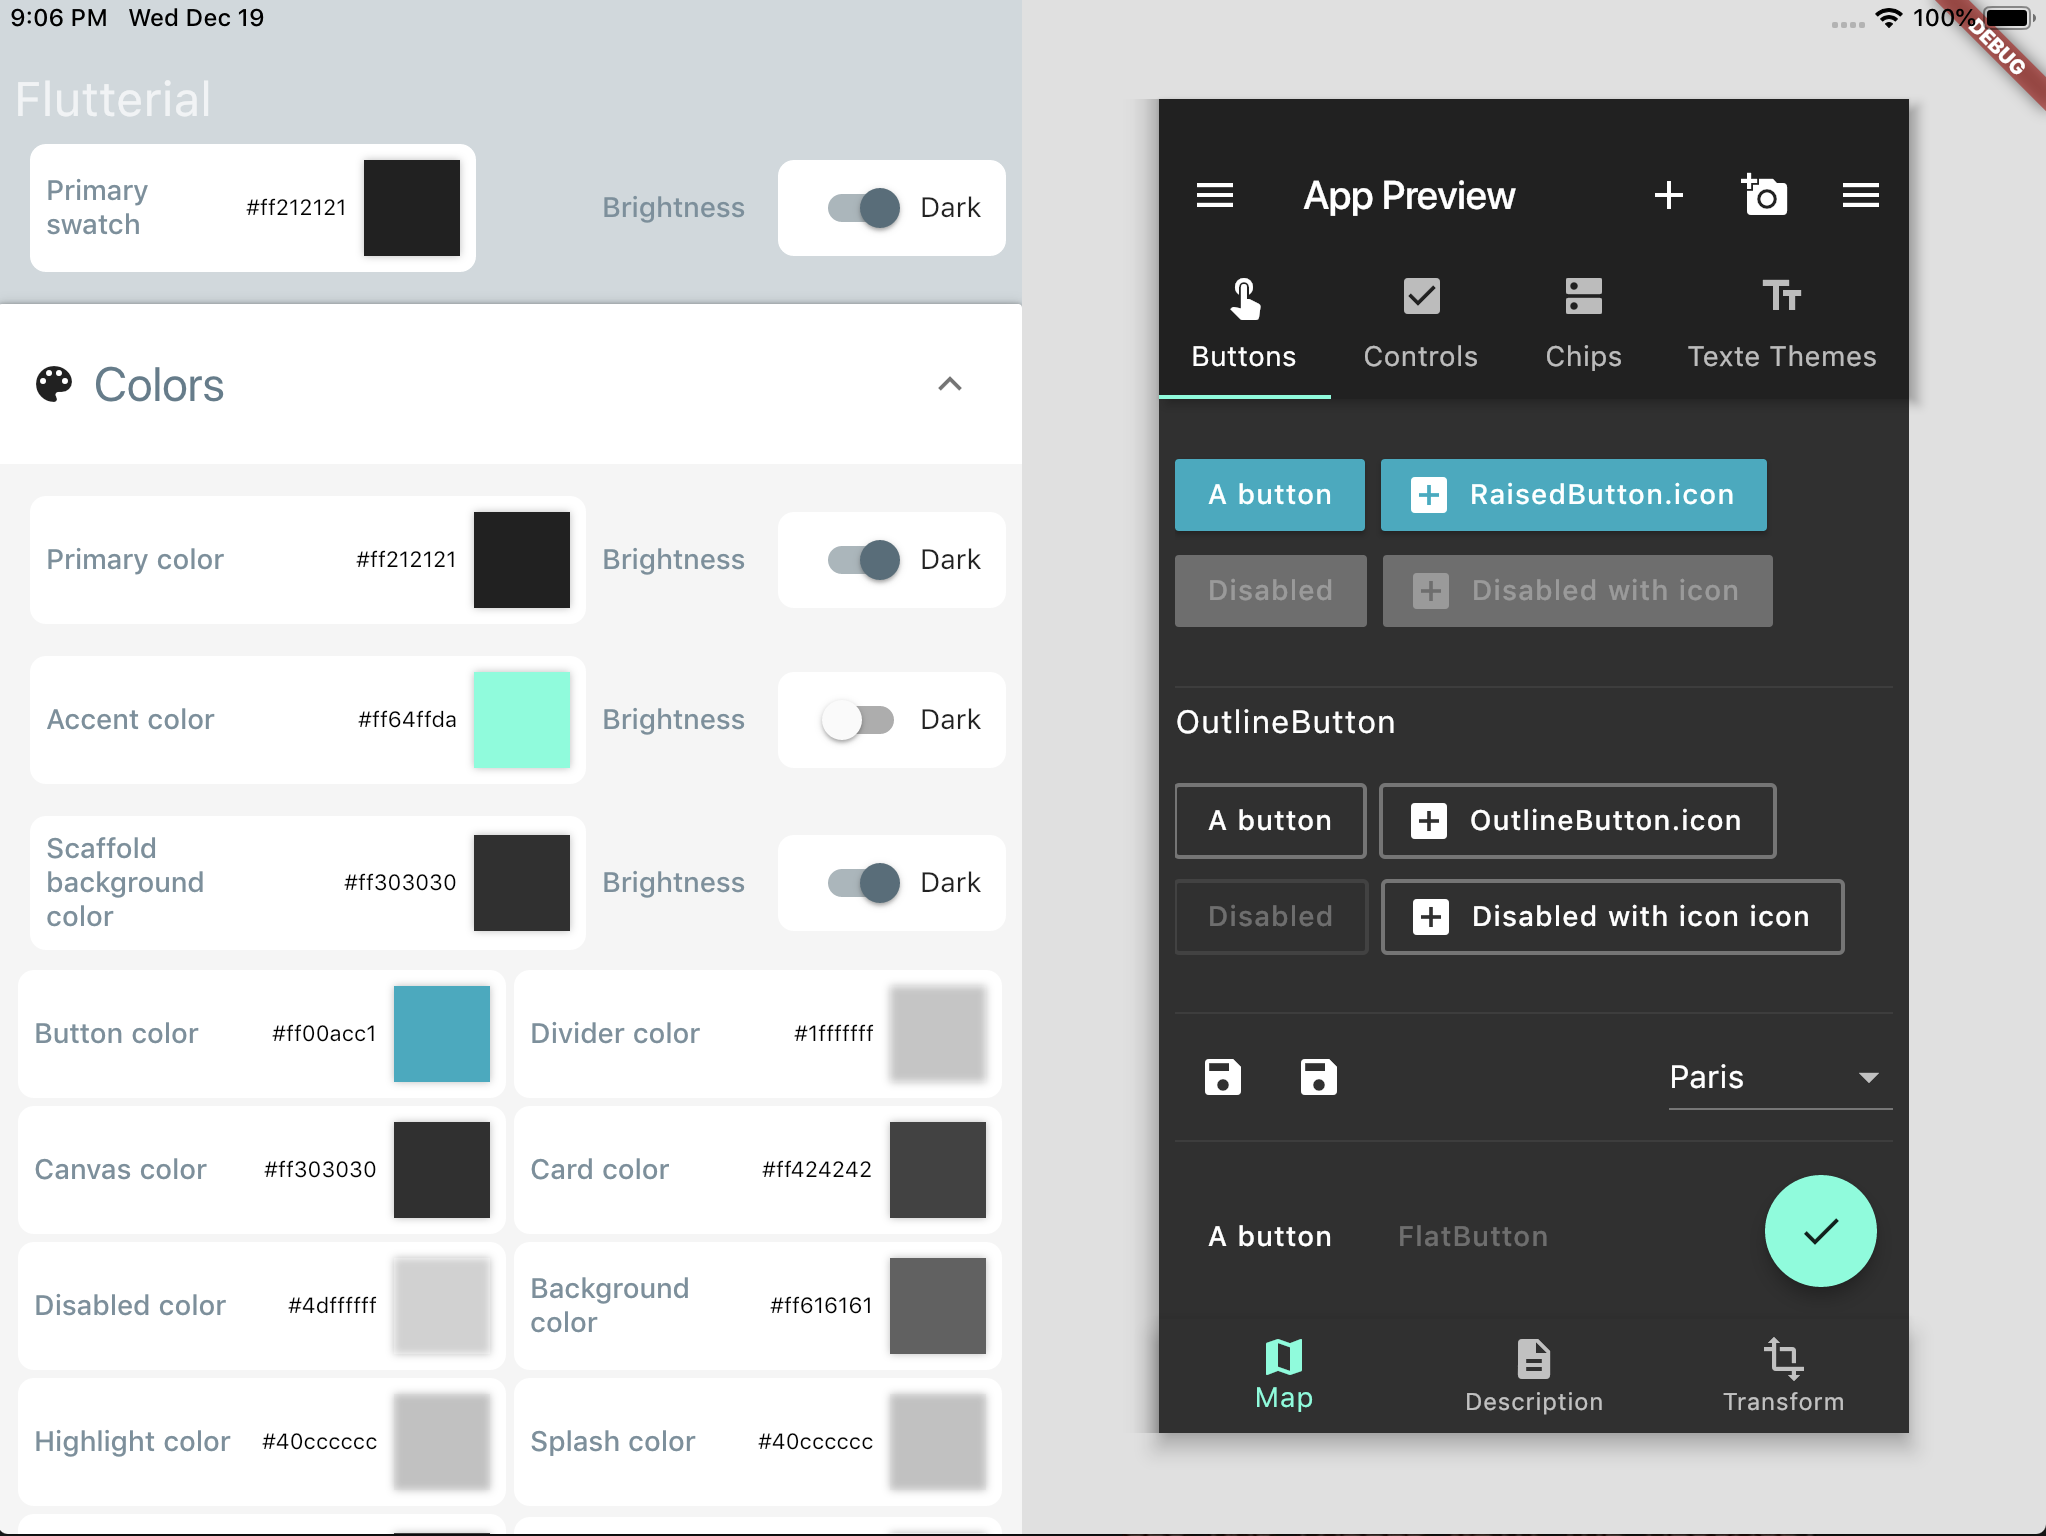 9:06 PM Wed Dec 19
100%
DEBUG
Flutterial
Primary
swatch
#ff212121
Brightness
Dark
Colors
Primary color
#ff212121
Brightness
Dark
Accent color
#ff64ffda
Brightness
Dark
Scaffold
background
color
#ff303030
Brightness
Dark
Button color
#ff00acc1
Divider color
#1fffffff
Canvas color
#ff303030
Card color
#ff424242
Disabled color
#4dffffff
Background
color
#ff616161
Highlight color
#40cccccc
Splash color
#40cccccc
App Preview
Buttons
Controls
Chips
Texte Themes
A button
RaisedButton.icon
Disabled
Disabled with icon
OutlineButton
A button
OutlineButton.icon
Disabled
Disabled with icon icon
Paris
A button
FlatButton
Map
Description
Transform